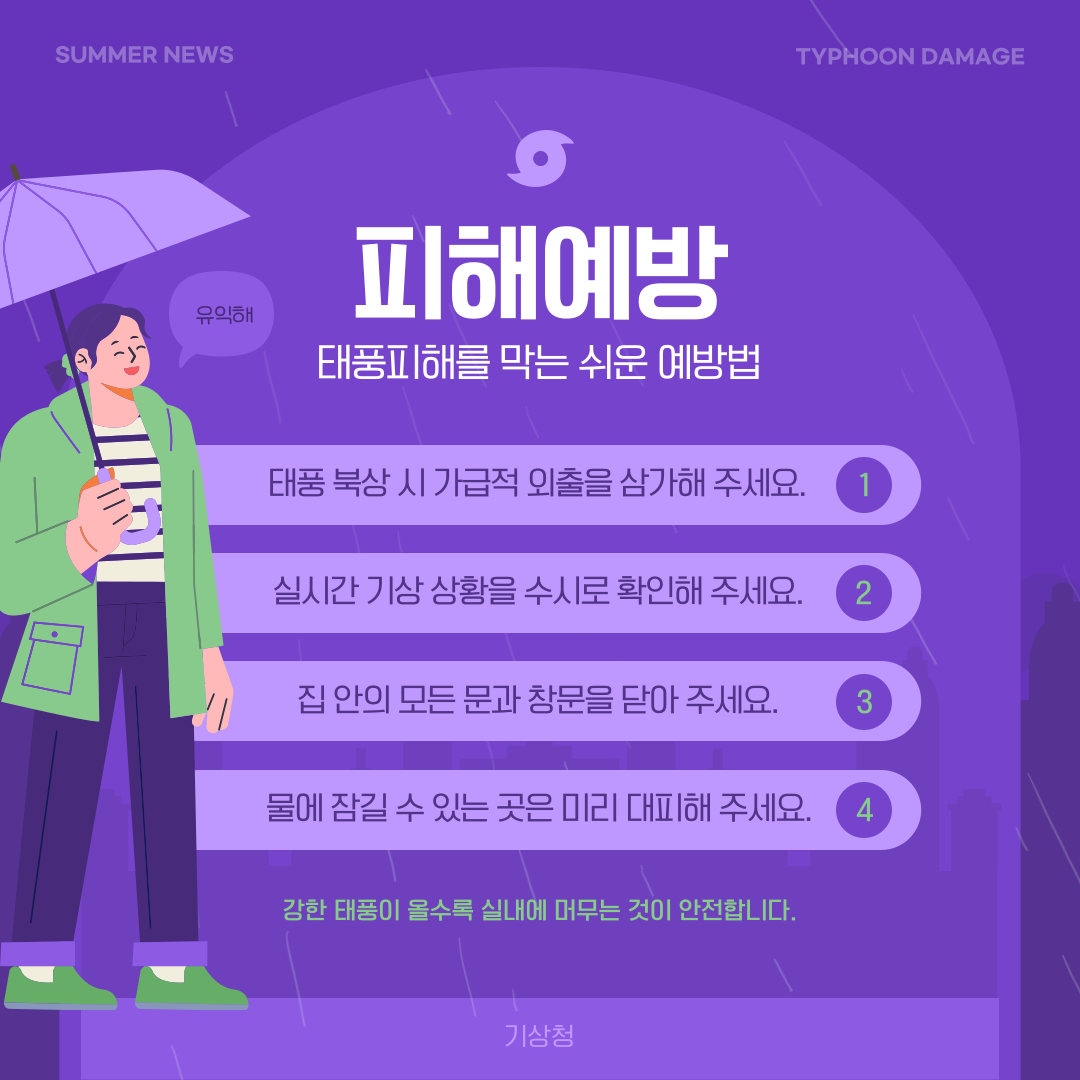 SUMMER NEWS
TYPHOON DAMAGE
피해예방
태풍피해를 막는 쉬운 예방법
유익해
태풍 북상 시 가급적 외출을 삼가해 주세요. 1
실시간 기상 상황을 수시로 확인해 주세요. 2
집 안의 모든 문과 창문을 닫아 주세요. 3
물에 잠길 수 있는 곳은 미리 대피해 주세요. 4
강한 태풍이 올수록 실내에 머무는 것이 안전합니다.
기상청